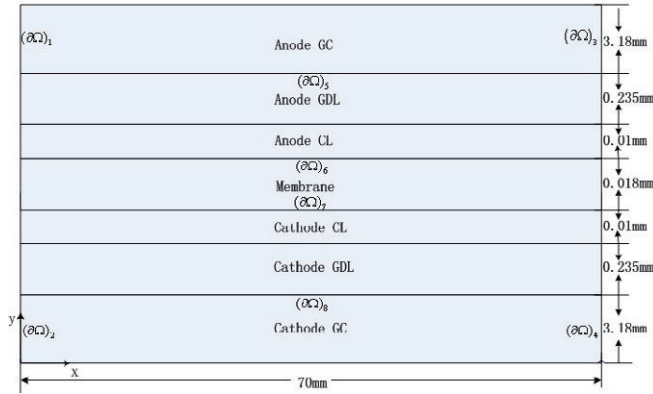 (∂Ω)₁ Anode GC (∂Ω)₃ 3.18mm
(∂Ω)₅
Anode GDL 0.235mm
Anode CL 0.01mm
(∂Ω)₆
Membrane 0.018mm
(∂Ω)₇
Cathode CL 0.01mm
Cathode GDL 0.235mm
(∂Ω)₈
y (∂Ω)₂ Cathode GC (∂Ω)₄ 3.18mm
x
70mm